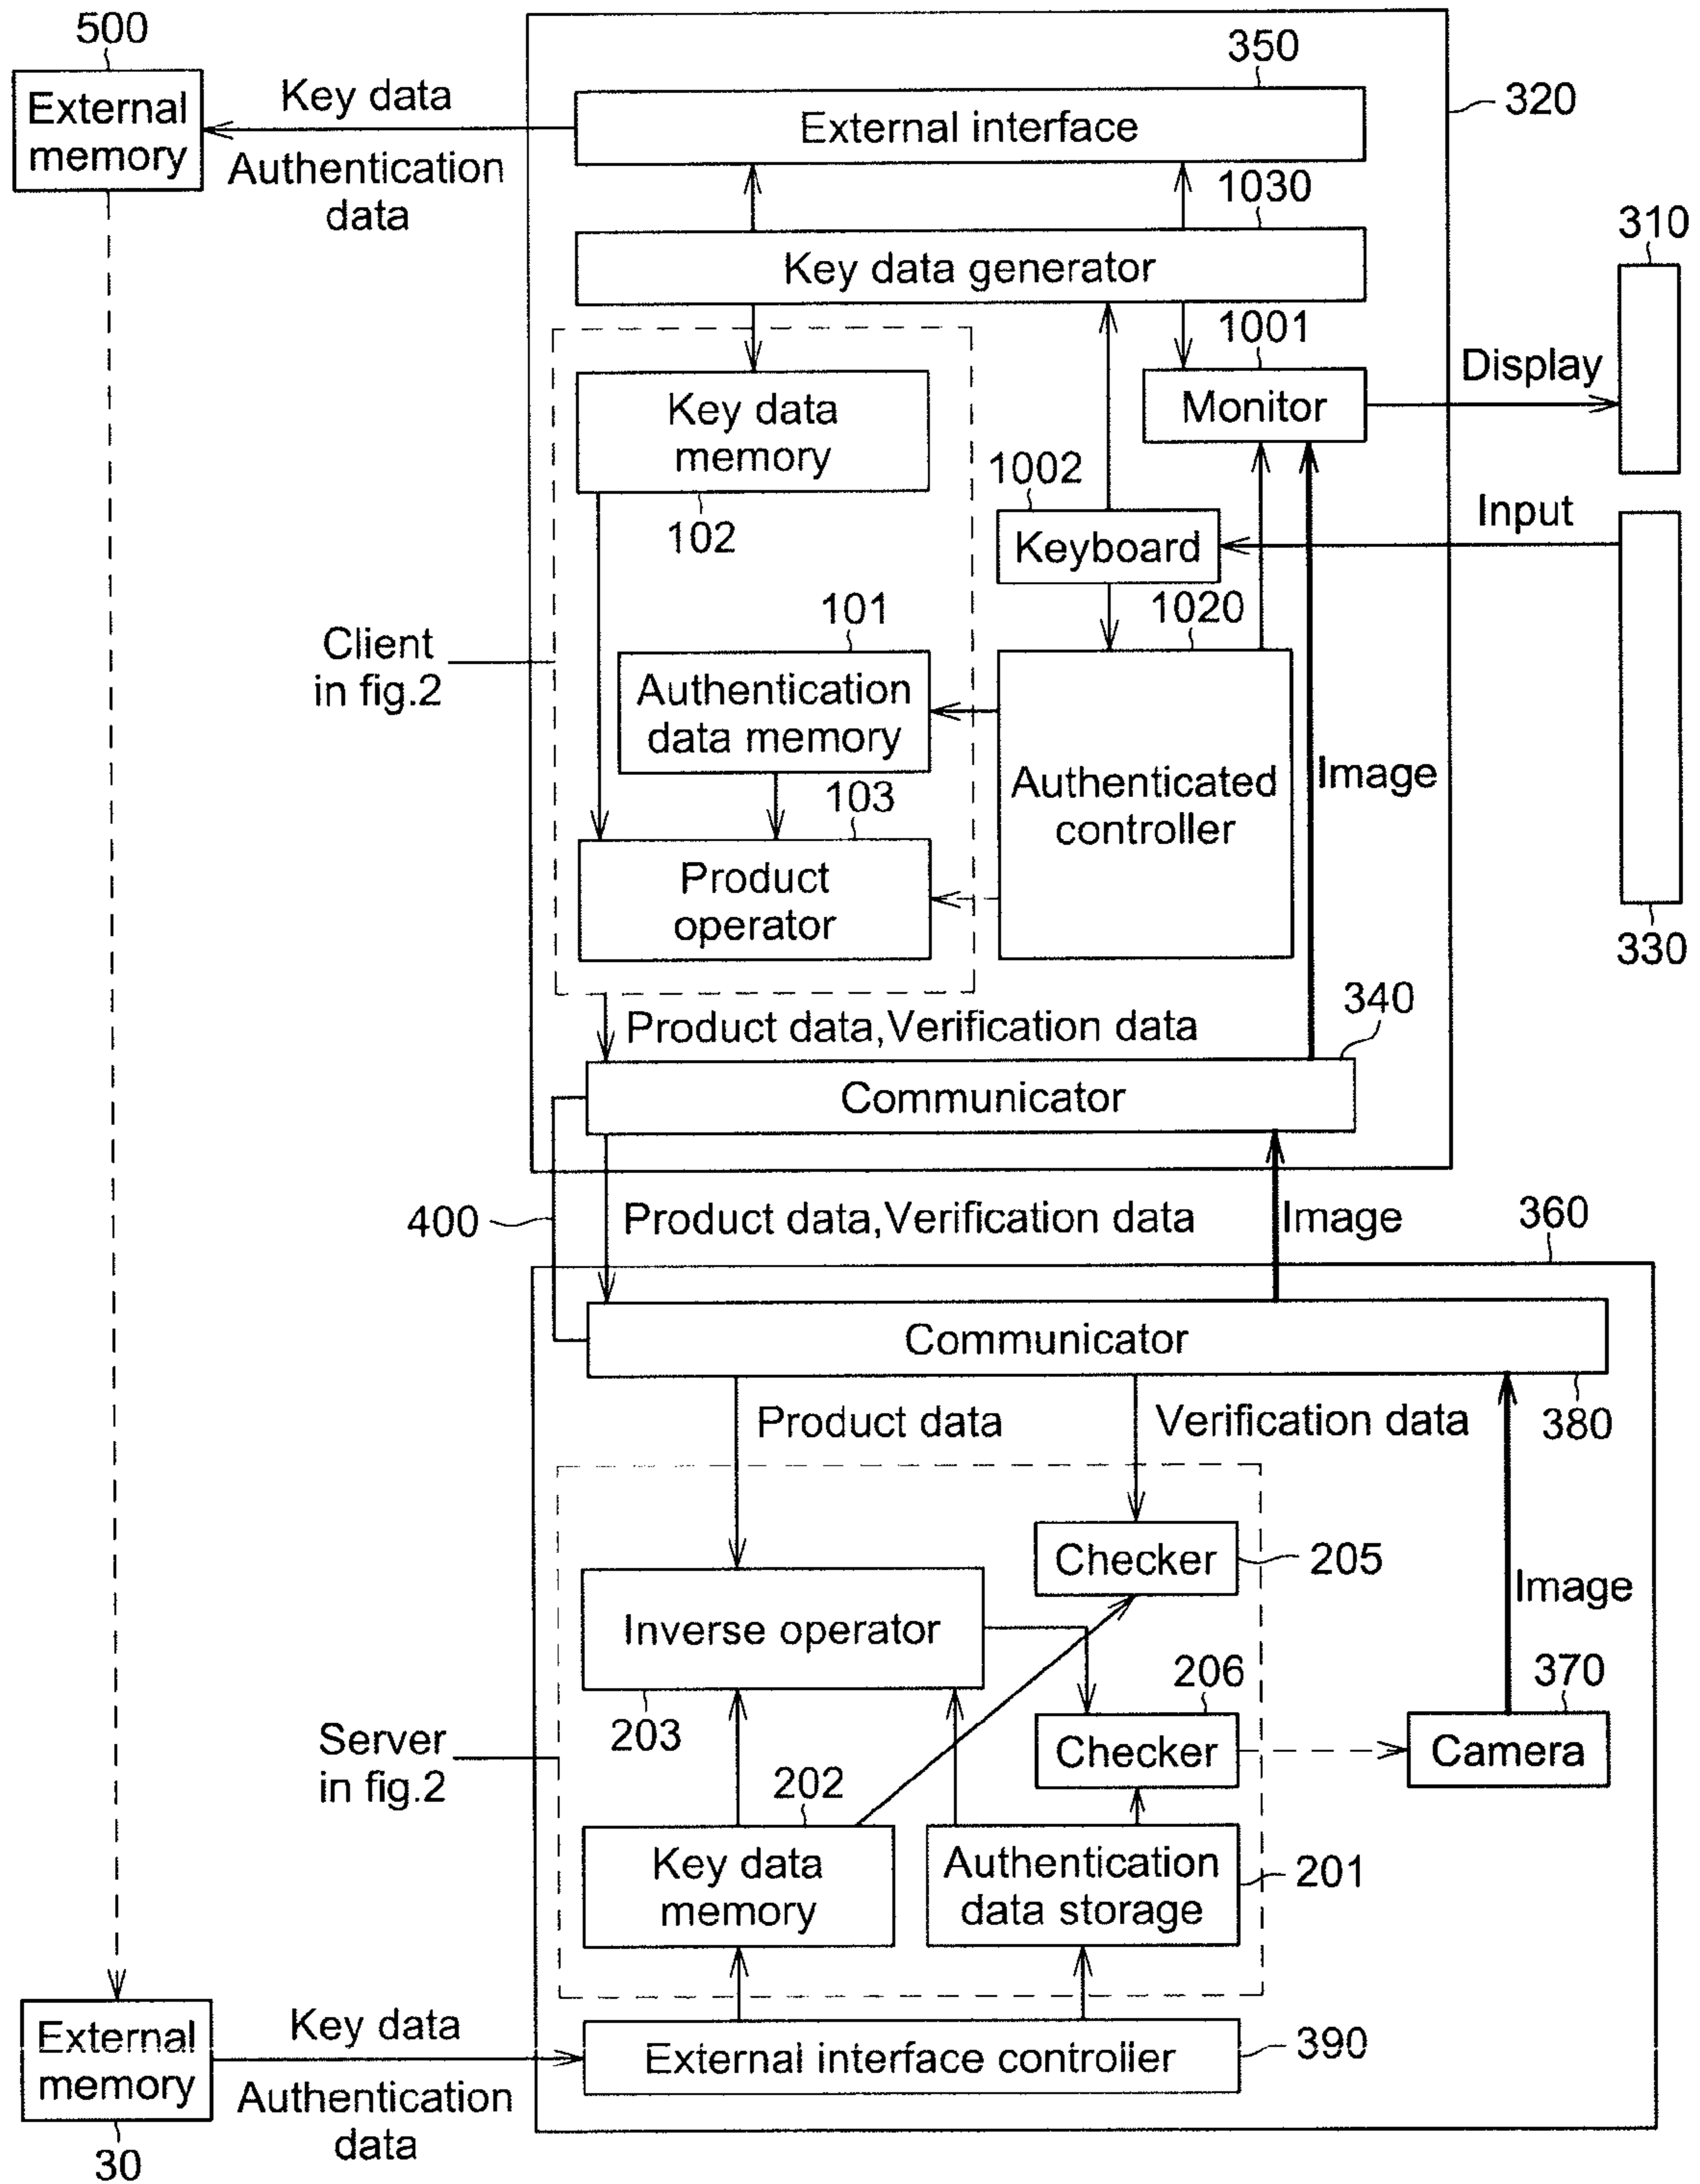 500
External
memory
Key data
Authentication
data
350
External interface
320
1030
Key data generator
310
1001
Display
Monitor
Key data
memory
102
1002
Keyboard
Input
330
Client
in fig.2
101
Authentication
data memory
1020
Authenticated
controller
Image
103
Product
operator
Product data,Verification data
340
Communicator
400
Product data,Verification data
Image
360
Communicator
380
Product data
Verification data
Checker
205
Image
Inverse operator
203
206
Checker
370
Camera
Server
in fig.2
202
Key data
memory
Authentication
data storage
201
External
memory
30
Key data
Authentication
data
External interface controller
390